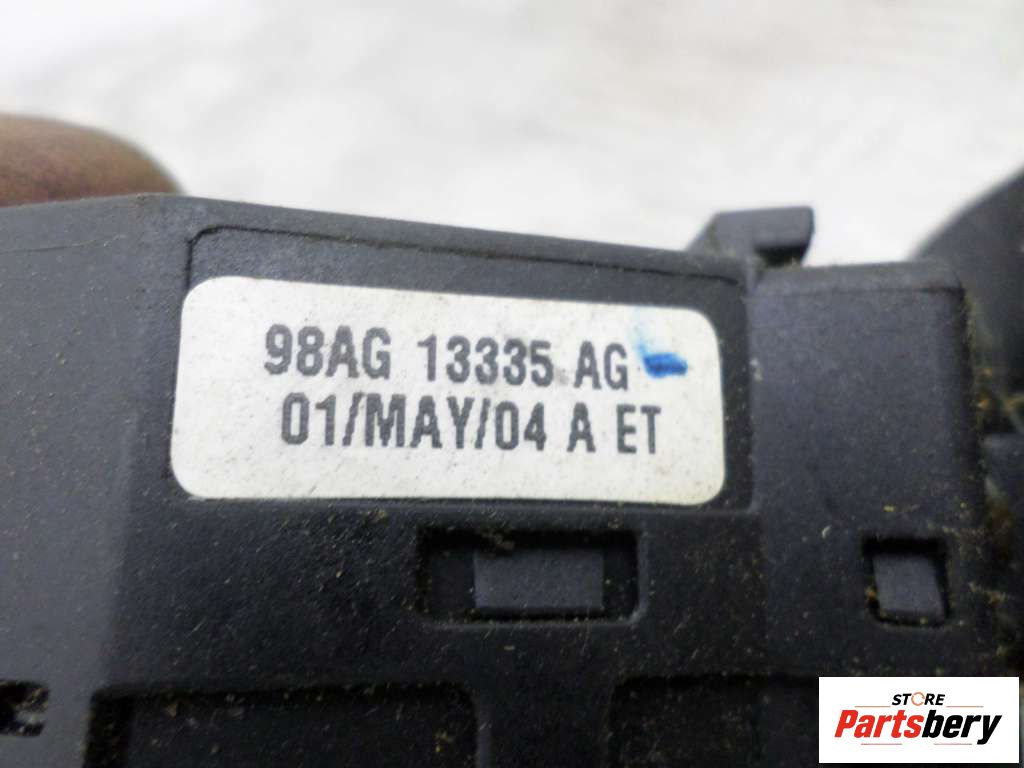 98AG 13335 AG
01/MAY/04 A ET
STORE
Partsbery